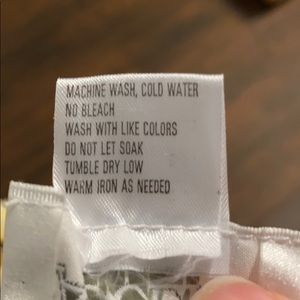 MACHINE WASH, COLD WATER
NO BLEACH
WASH WITH LIKE COLORS
DO NOT LET SOAK
TUMBLE DRY LOW
WARM IRON AS NEEDED